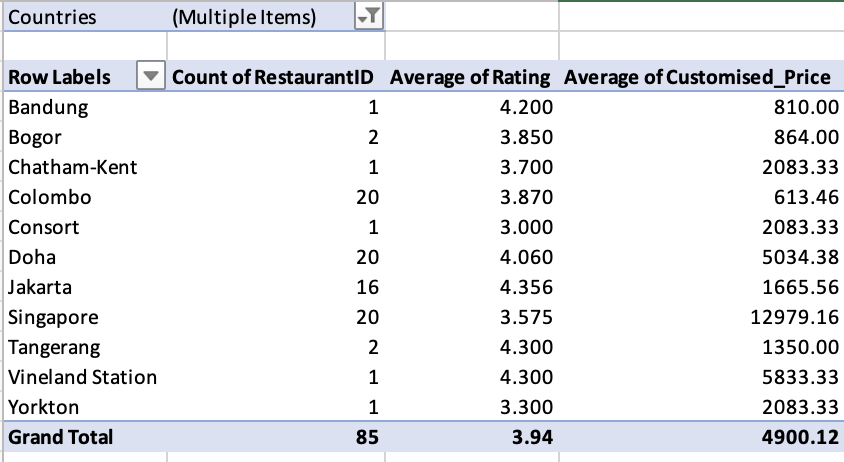 Countries (Multiple Items)
Row Labels Count of RestaurantID Average of Rating Average of Customised_Price
Bandung 1 4.200 810.00
Bogor 2 3.850 864.00
Chatham-Kent 1 3.700 2083.33
Colombo 20 3.870 613.46
Consort 1 3.000 2083.33
Doha 20 4.060 5034.38
Jakarta 16 4.356 1665.56
Singapore 20 3.575 12979.16
Tangerang 2 4.300 1350.00
Vineland Station 1 4.300 5833.33
Yorkton 1 3.300 2083.33
Grand Total 85 3.94 4900.12